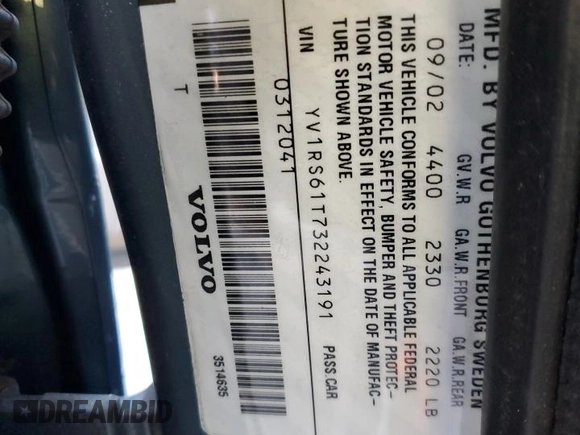 MFD. BY VOLVO GOTHENBURG SWEDEN
DATE: G.V.W.R GA.W.R.FRONT GA.W.R.REAR
09/02 4400 2330 2220 LB
THIS VEHICLE CONFORMS TO ALL APPLICABLE FEDERAL
MOTOR VEHICLE SAFETY, BUMPER AND THEFT PROTEC-
TION STANDARDS IN EFFECT ON THE DATE OF MANUFAC-
TURE SHOWN ABOVE.
VIN YV1RS61T732243191 PASS.CAR
0312041
T VOLVO 3514635
DREAMBID